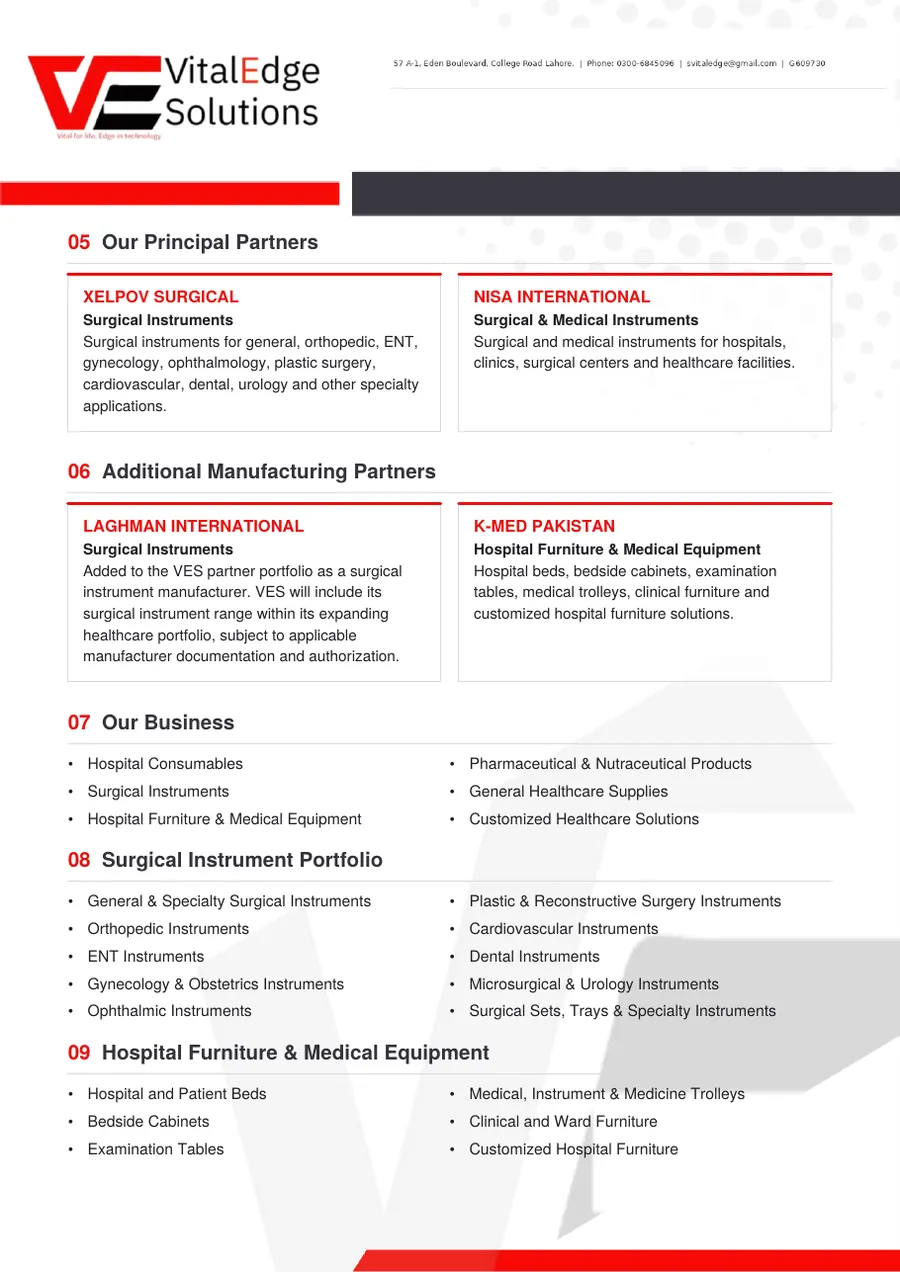 VitalEdge
Solutions
Vital for life, Edge in technology
57 A-1, Eden Boulevard, College Road Lahore. | Phone: 0300-6845096 | svitaledge@gmail.com | G609730
05 Our Principal Partners
XELPOV SURGICAL
Surgical Instruments
Surgical instruments for general, orthopedic, ENT,
gynecology, ophthalmology, plastic surgery,
cardiovascular, dental, urology and other specialty
applications.
NISA INTERNATIONAL
Surgical & Medical Instruments
Surgical and medical instruments for hospitals,
clinics, surgical centers and healthcare facilities.
06 Additional Manufacturing Partners
LAGHMAN INTERNATIONAL
Surgical Instruments
Added to the VES partner portfolio as a surgical
instrument manufacturer. VES will include its
surgical instrument range within its expanding
healthcare portfolio, subject to applicable
manufacturer documentation and authorization.
K-MED PAKISTAN
Hospital Furniture & Medical Equipment
Hospital beds, bedside cabinets, examination
tables, medical trolleys, clinical furniture and
customized hospital furniture solutions.
07 Our Business
• Hospital Consumables
• Surgical Instruments
• Hospital Furniture & Medical Equipment
• Pharmaceutical & Nutraceutical Products
• General Healthcare Supplies
• Customized Healthcare Solutions
08 Surgical Instrument Portfolio
• General & Specialty Surgical Instruments
• Orthopedic Instruments
• ENT Instruments
• Gynecology & Obstetrics Instruments
• Ophthalmic Instruments
• Plastic & Reconstructive Surgery Instruments
• Cardiovascular Instruments
• Dental Instruments
• Microsurgical & Urology Instruments
• Surgical Sets, Trays & Specialty Instruments
09 Hospital Furniture & Medical Equipment
• Hospital and Patient Beds
• Bedside Cabinets
• Examination Tables
• Medical, Instrument & Medicine Trolleys
• Clinical and Ward Furniture
• Customized Hospital Furniture